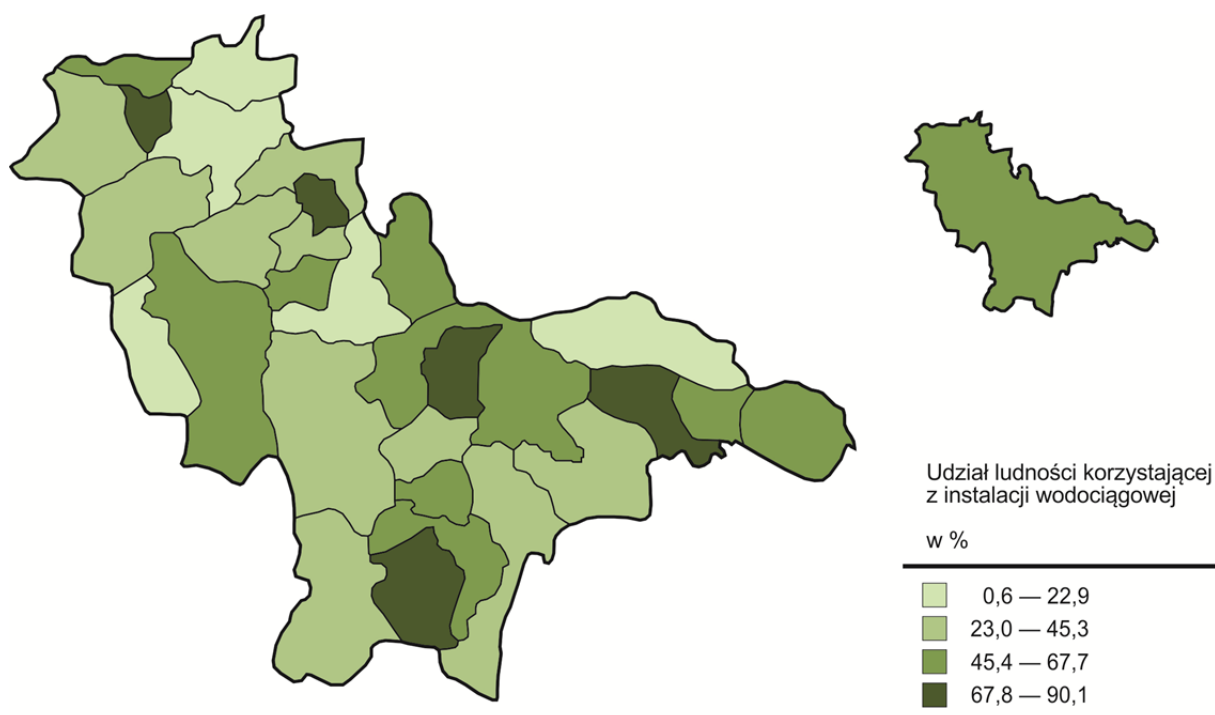 Udział ludności korzystającej
z instalacji wodociągowej
w %
0,6 — 22,9
23,0 — 45,3
45,4 — 67,7
67,8 — 90,1